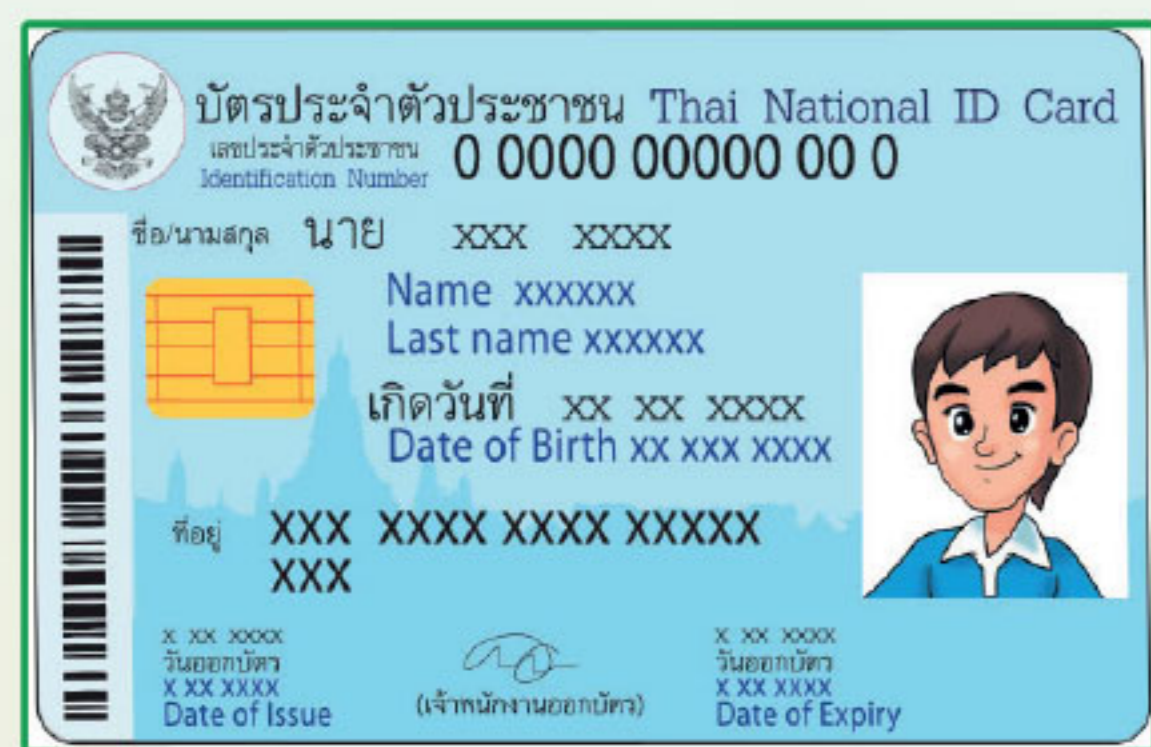 บัตรประจำตัวประชาชน Thai National ID Card
เลขประจำตัวประชาชน
Identification Number
0 0000 00000 00 0
ชื่อ/นามสกุล นาย xxx xxxx
Name xxxxxx
Last name xxxxxx
เกิดวันที่ xx xx xxxx
Date of Birth xx xxx xxxx
ที่อยู่ XXX XXXX XXXX XXXXX
XXX
x xx xxxx
วันออกบัตร
x xx xxxx
Date of Issue
(เจ้าพนักงานออกบัตร)
x xx xxxx
วันออกบัตร
x xx xxxx
Date of Expiry